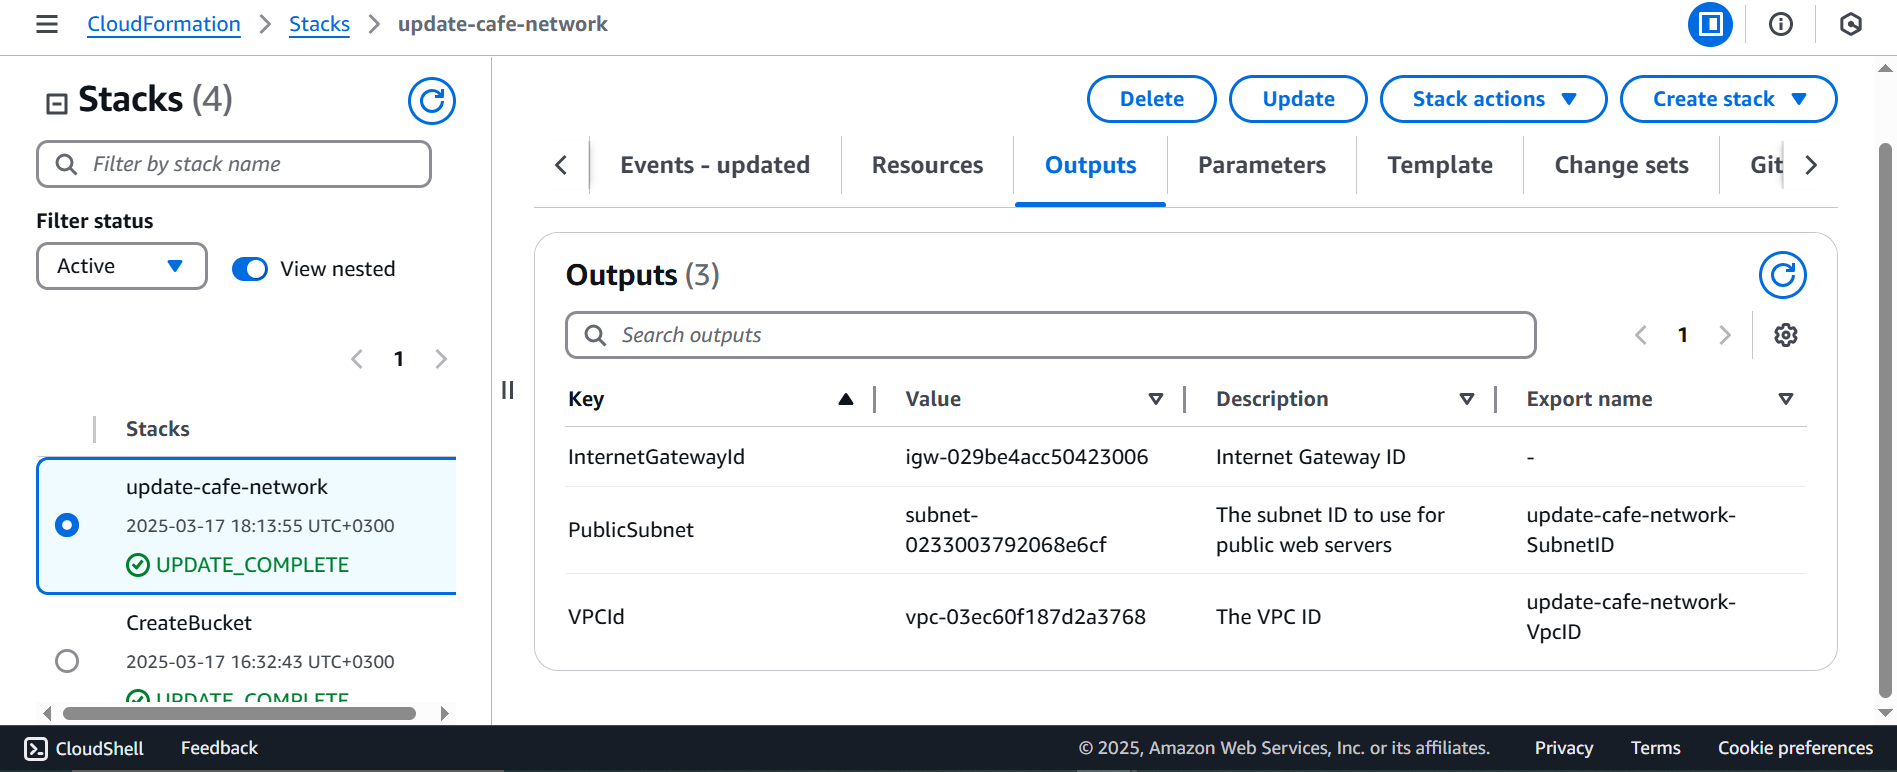 CloudFormation > Stacks > update-cafe-network
Stacks (4)
Filter by stack name
Filter status
Active
View nested
1
Stacks
update-cafe-network
2025-03-17 18:13:55 UTC+0300
UPDATE_COMPLETE
CreateBucket
2025-03-17 16:32:43 UTC+0300
UPDATE_COMPLETE
Delete Update Stack actions Create stack
Events - updated Resources Outputs Parameters Template Change sets Git
Outputs (3)
Search outputs
1
Key Value Description Export name
InternetGatewayId igw-029be4acc50423006 Internet Gateway ID -
PublicSubnet
subnet-
0233003792068e6cf
The subnet ID to use for
public web servers
update-cafe-network-
SubnetID
VPCId vpc-03ec60f187d2a3768 The VPC ID
update-cafe-network-
VpcID
CloudShell Feedback © 2025, Amazon Web Services, Inc. or its affiliates. Privacy Terms Cookie preferences